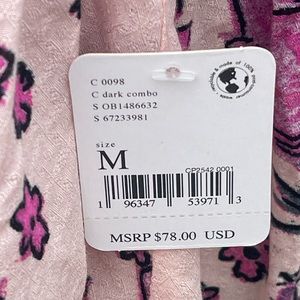 C 0098
C dark combo
S OB1486632
S 67233981
size
M
CP2542 0001
1 96347 53971 3
MSRP $78.00 USD